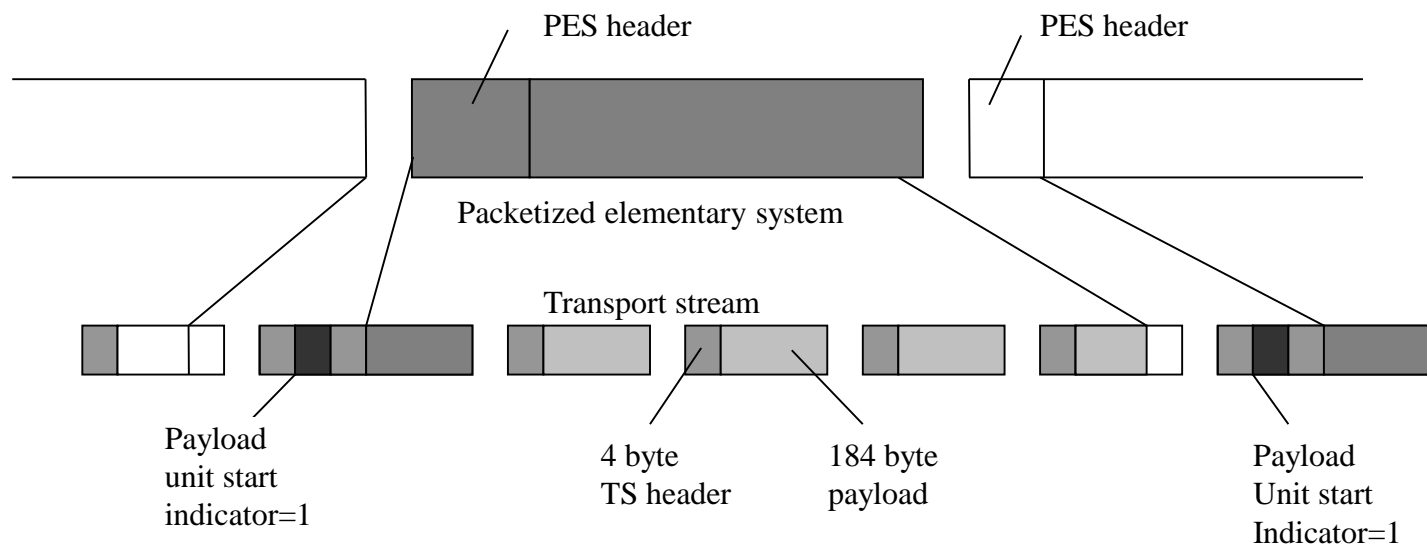 PES header
PES header
Packetized elementary system
Transport stream
Payload
unit start
indicator=1
4 byte
TS header
184 byte
payload
Payload
Unit start
Indicator=1